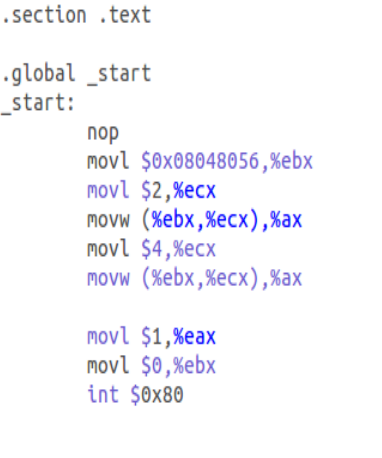 .section .text
.global _start
_start:
nop
movl $0x08048056,%ebx
movl $2,%ecx
movw (%ebx,%ecx),%ax
movl $4,%ecx
movw (%ebx,%ecx),%ax
movl $1,%eax
movl $0,%ebx
int $0x80